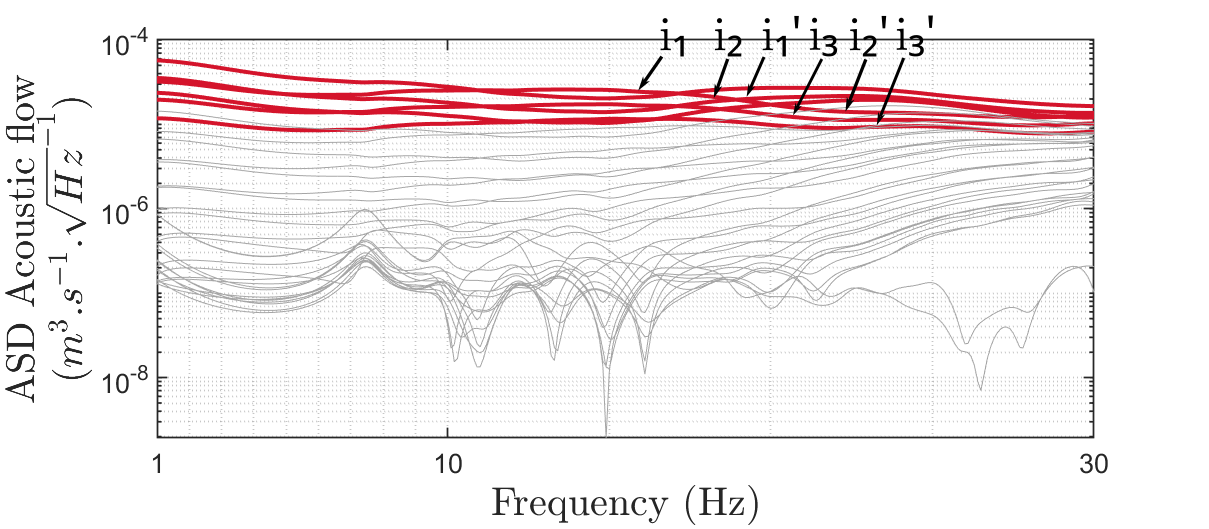 i₁ i₂ i₁' i₃ i₂' i₃'
10⁻⁴
10⁻⁶
10⁻⁸
ASD Acoustic flow
(m³.s⁻¹.√Hz⁻¹)
1 10 30
Frequency (Hz)